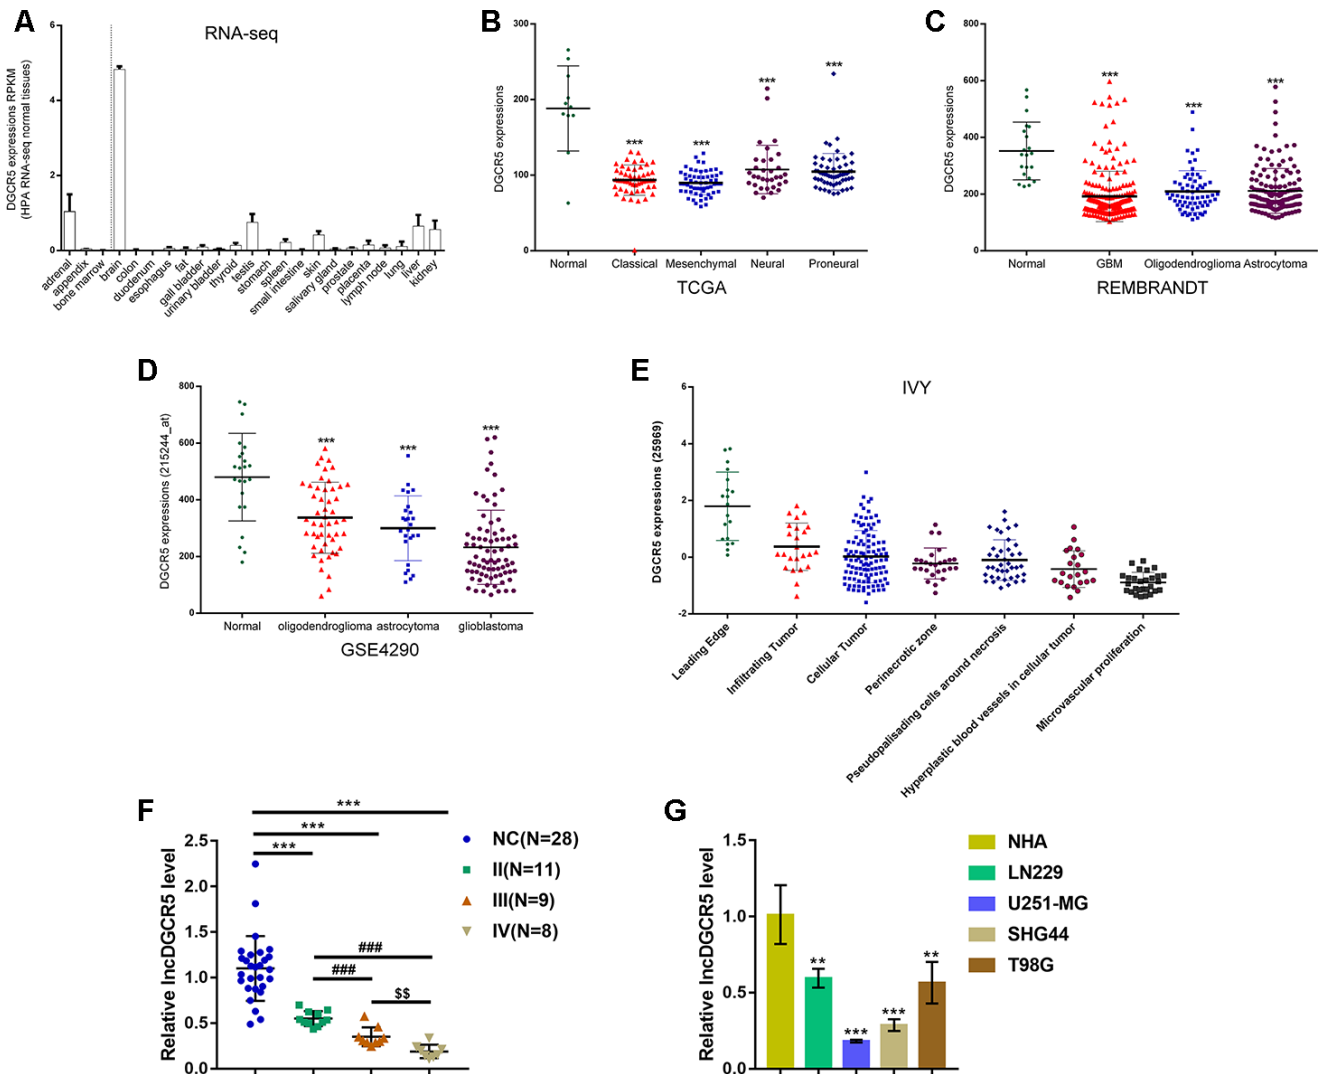 A
RNA-seq
DGCR5 expressions RPKM
(HPA RNA-seq normal tissues)
6
4
2
0
adrenal
appendix
bone marrow
brain
colon
duodenum
esophagus
fat
gall bladder
urinary bladder
thyroid
testis
stomach
spleen
small intestine
skin
salivary gland
prostate
placenta
lymph node
lung
liver
kidney
B
DGCR5 expressions
300
200
100
0
***
***
***
***
Normal
Classical
Mesenchymal
Neural
Proneural
TCGA
C
DGCR5 expressions
800
600
400
200
0
***
***
***
Normal
GBM
Oligodendroglioma
Astrocytoma
REMBRANDT
D
DGCR5 expressions (215244_at)
800
600
400
200
0
***
***
***
Normal
oligodendroglioma
astrocytoma
glioblastoma
GSE4290
E
IVY
DGCR5 expressions (25969)
6
4
2
0
-2
Leading Edge
Infiltrating Tumor
Cellular Tumor
Perinecrotic zone
Pseudopalisading cells around necrosis
Hyperplastic blood vessels in cellular tumor
Microvascular proliferation
F
Relative lncDGCR5 level
2.5
2.0
1.5
1.0
0.5
0.0
***
***
***
###
###
$$
NC(N=28)
II(N=11)
III(N=9)
IV(N=8)
G
Relative lncDGCR5 level
1.5
1.0
0.5
0.0
**
***
***
**
NHA
LN229
U251-MG
SHG44
T98G